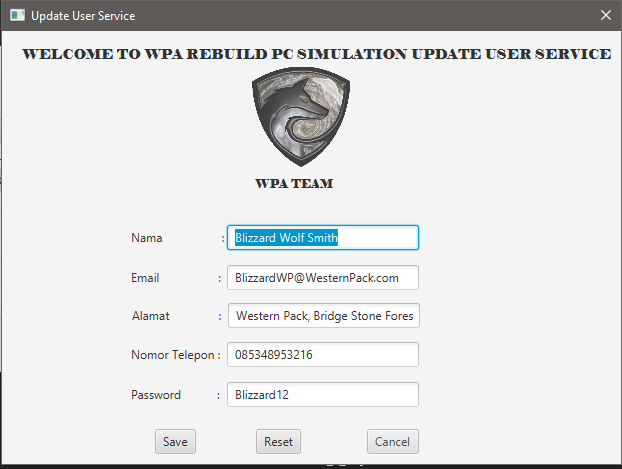 Update User Service
WELCOME TO WPA REBUILD PC SIMULATION UPDATE USER SERVICE
WPA TEAM
Nama : Blizzard Wolf Smith
Email : BlizzardWP@WesternPack.com
Alamat : Western Pack, Bridge Stone Fores
Nomor Telepon : 085348953216
Password : Blizzard12
Save Reset Cancel